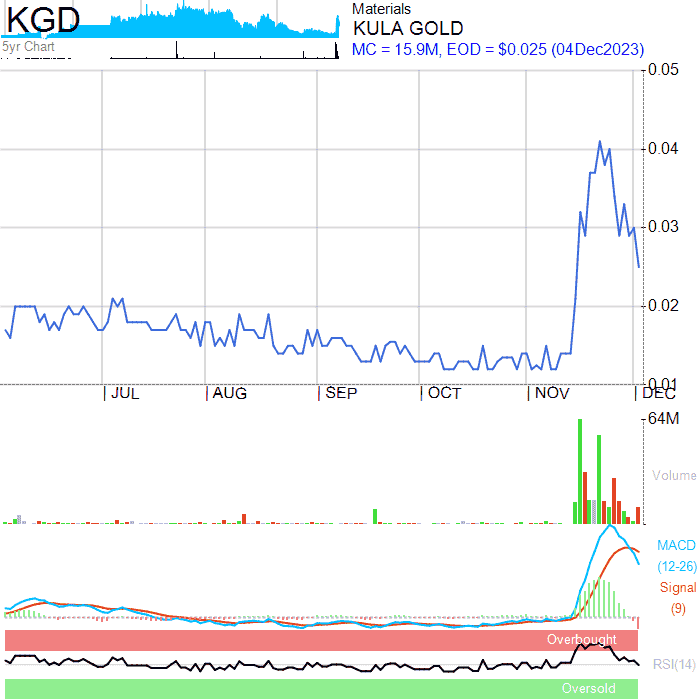 KGD
5yr Chart
Materials
KULA GOLD
MC = 15.9M, EOD = $0.025 (04Dec2023)
0.05
0.04
0.03
0.02
0.01
JUL AUG SEP OCT NOV DEC
64M
Volume
MACD
(12-26)
Signal
(9)
Overbought
RSI(14)
Oversold